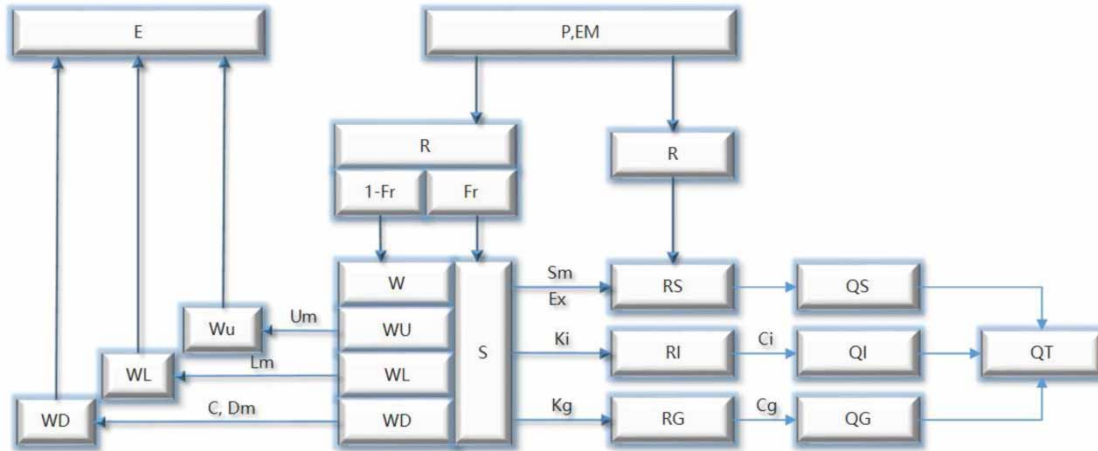 E
P,EM
R
R
1-Fr
Fr
W
Sm
RS
QS
Ex
Um
Wu
WU
S
Ki
RI
Ci
QI
QT
Lm
WL
WL
C, Dm
WD
WD
Kg
RG
Cg
QG